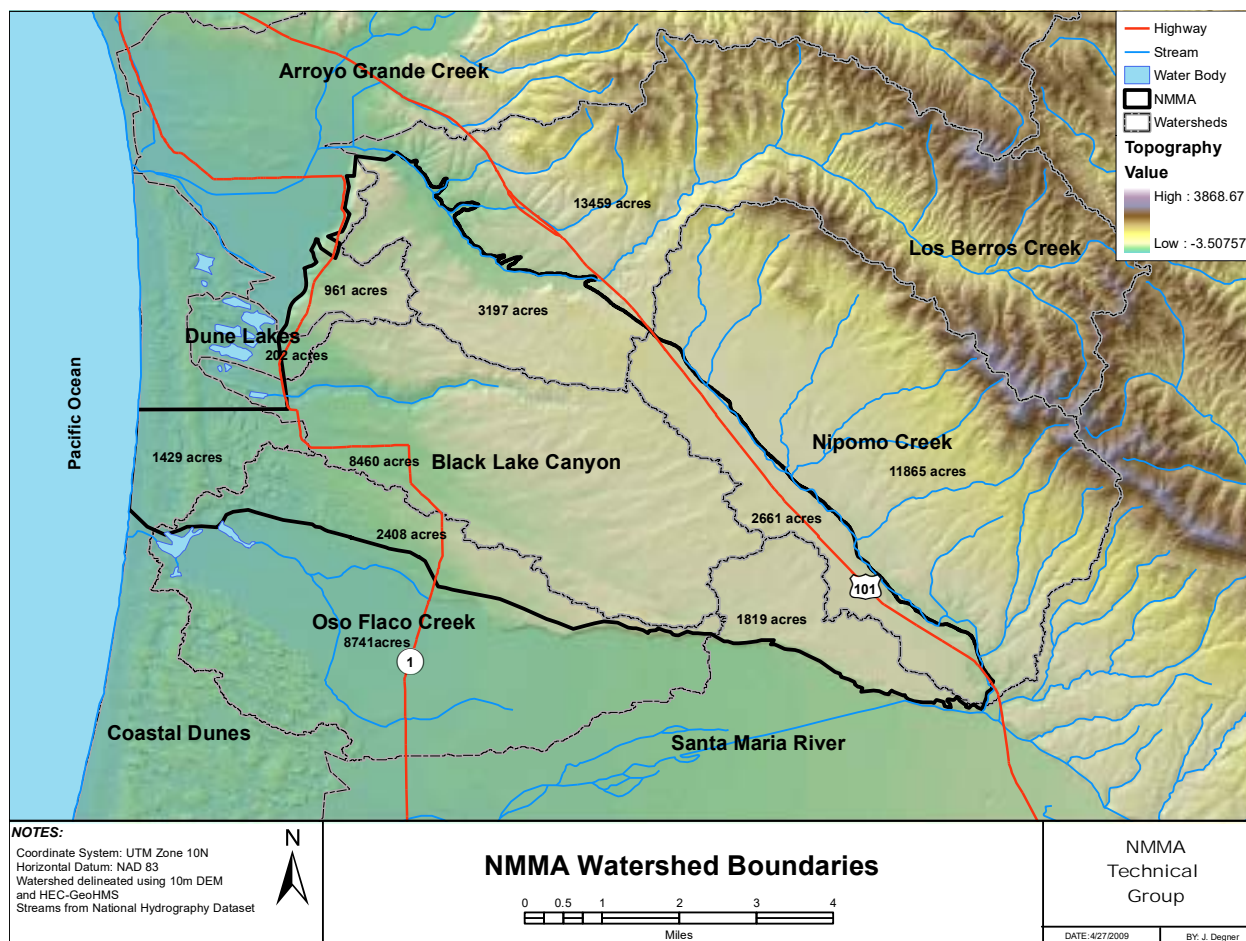 Highway
Stream
Water Body
NMMA
Watersheds
Topography
Value
High : 3868.67
Low : -3.50757
Arroyo Grande Creek
13459 acres
Los Berros Creek
961 acres
3197 acres
Dune Lakes
202 acres
Pacific Ocean
Nipomo Creek
11865 acres
1429 acres
8460 acres
Black Lake Canyon
2661 acres
2408 acres
101
1819 acres
Oso Flaco Creek
8741acres
1
Coastal Dunes
Santa Maria River
NOTES:
Coordinate System: UTM Zone 10N
Horizontal Datum: NAD 83
Watershed delineated using 10m DEM
and HEC-GeoHMS
Streams from National Hydrography Dataset
N
NMMA Watershed Boundaries
0 0.5 1 2 3 4
Miles
NMMA
Technical
Group
DATE:4/27/2009
BY: J. Degner